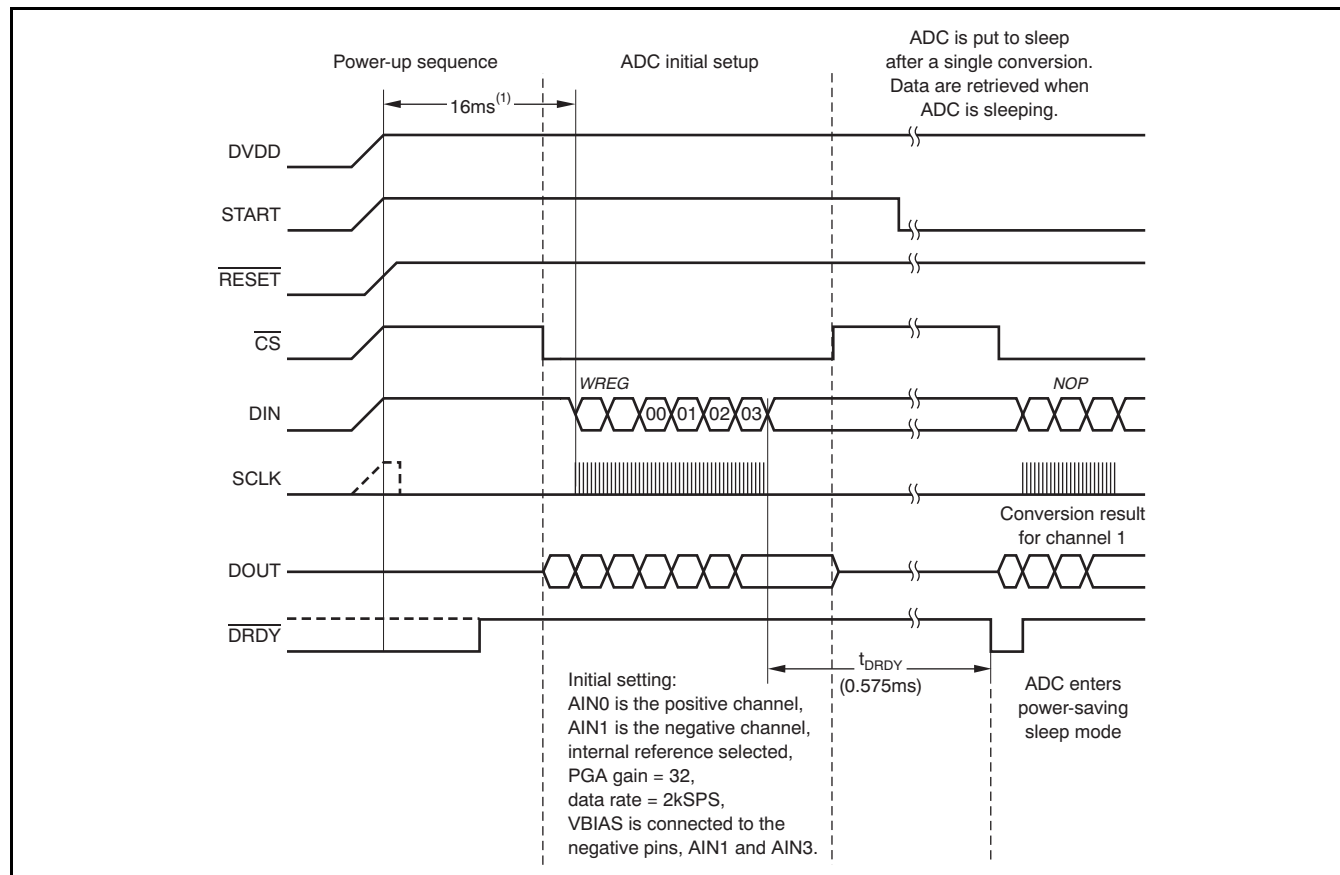 Power-up sequence
ADC initial setup
ADC is put to sleep
after a single conversion.
Data are retrieved when
ADC is sleeping.
16ms(1)
DVDD
START
RESET
CS
WREG
NOP
DIN
00 01 02 03
SCLK
Conversion result
for channel 1
DOUT
DRDY
tDRDY
(0.575ms)
Initial setting:
AIN0 is the positive channel,
AIN1 is the negative channel,
internal reference selected,
PGA gain = 32,
data rate = 2kSPS,
VBIAS is connected to the
negative pins, AIN1 and AIN3.
ADC enters
power-saving
sleep mode